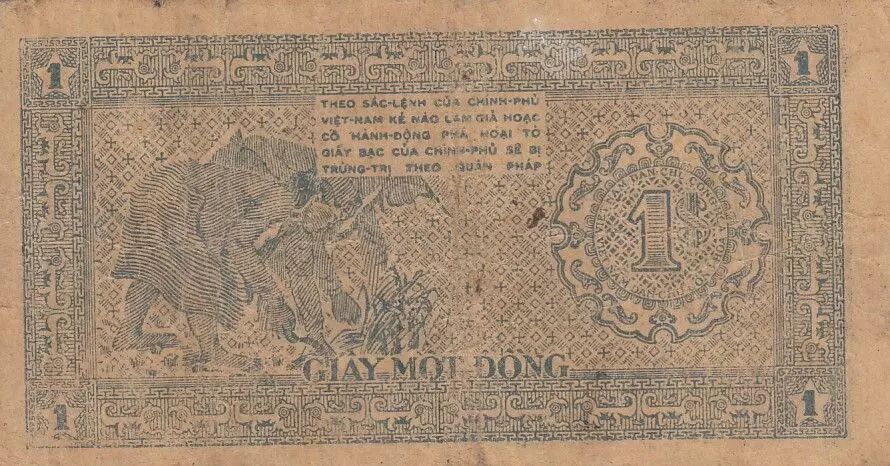 1 1
THEO SẮC-LỆNH CỦA CHÍNH-PHỦ
VIỆT-NAM KẺ NÀO LÀM GIẢ HOẶC
CÓ HÀNH-ĐỘNG PHÁ HOẠI TỜ
GIẤY BẠC CỦA CHÍNH-PHỦ SẼ BỊ
TRỪNG-TRỊ THEO QUÂN PHÁP
1
GIẤY MỘT ĐỒNG
1 1